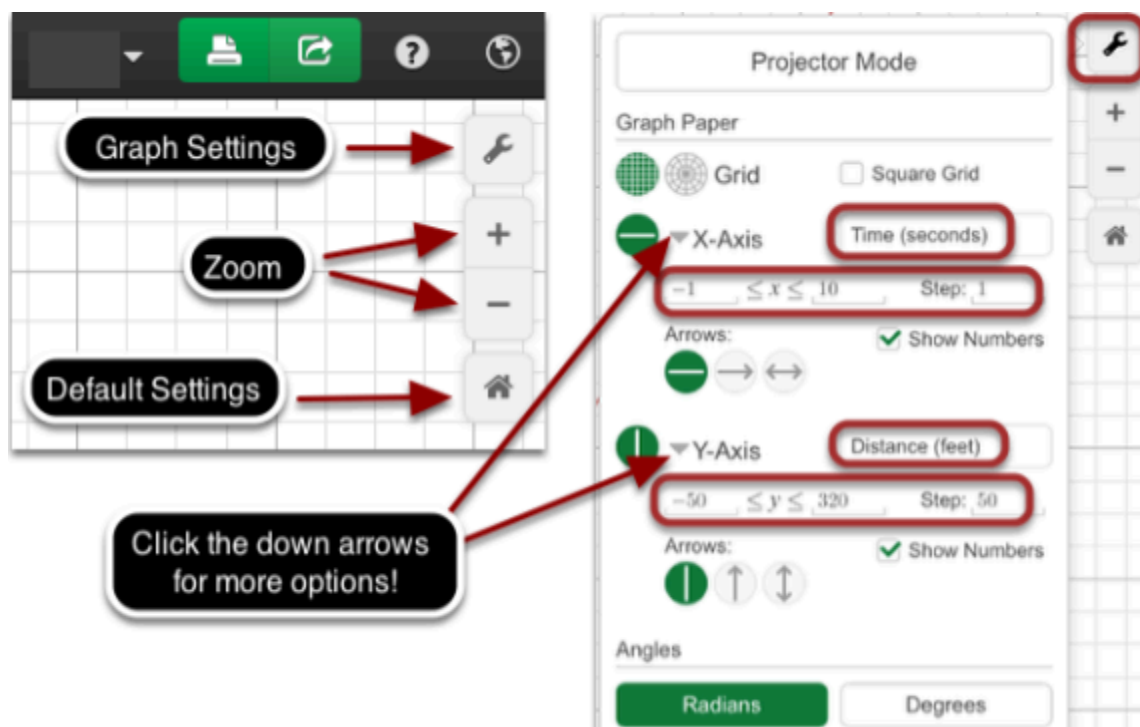 Graph Settings
Zoom
Default Settings
Click the down arrows
for more options!
Projector Mode
Graph Paper
Grid
Square Grid
X-Axis
Time (seconds)
−1 ≤ x ≤ 10 Step: 1
Arrows:
Show Numbers
Y-Axis
Distance (feet)
−50 ≤ y ≤ 320 Step: 50
Arrows:
Show Numbers
Angles
Radians
Degrees